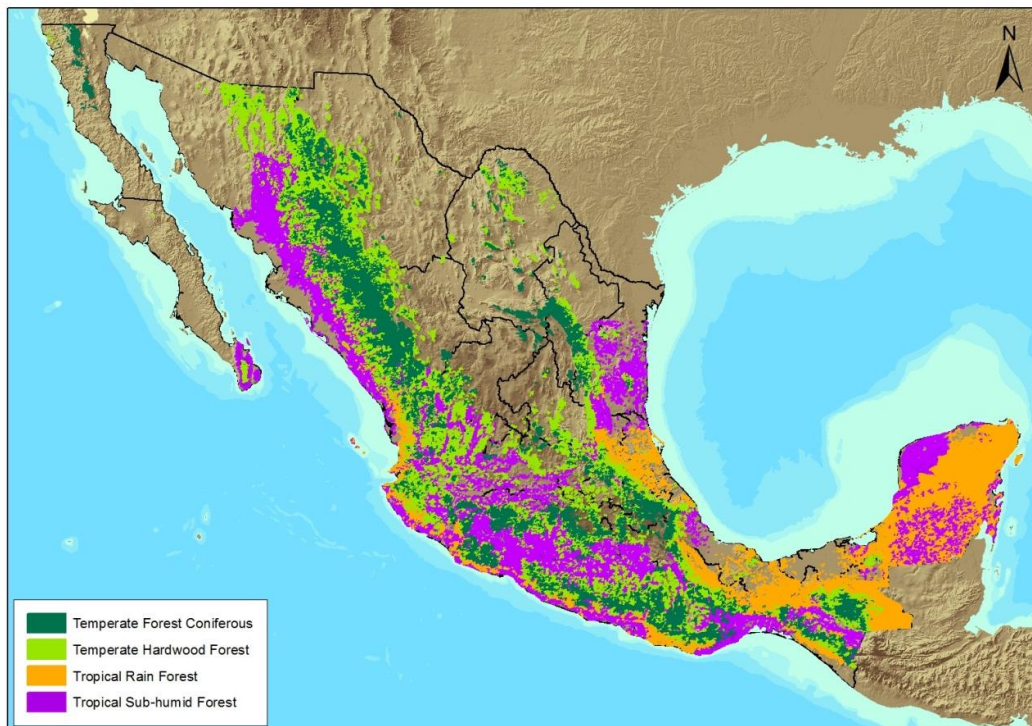 N
Temperate Forest Coniferous
Temperate Hardwood Forest
Tropical Rain Forest
Tropical Sub-humid Forest